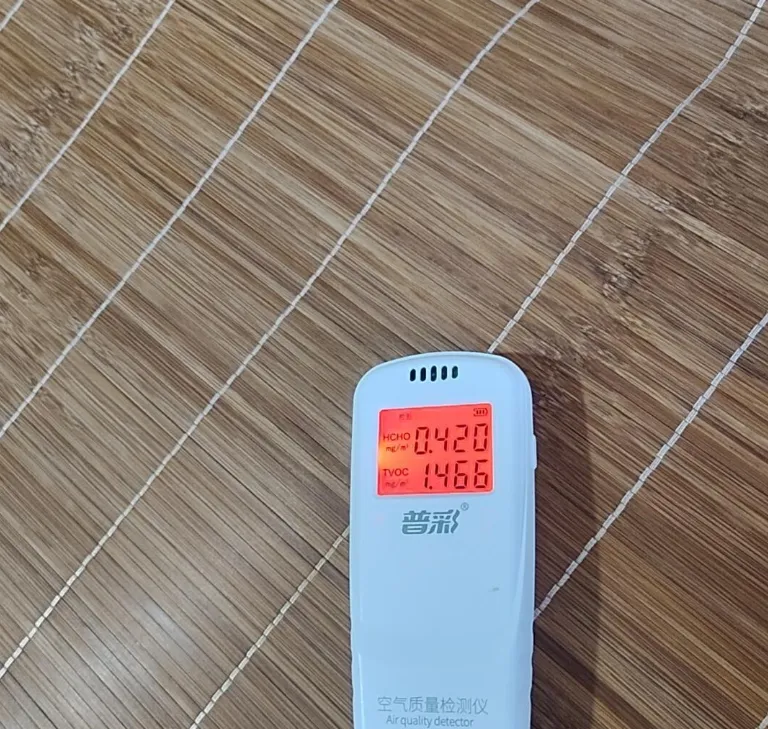 HCHO 0.420
mg/m³
TVOC 1.466
mg/m³
普彩®
空气质量检测仪
Air quality detector